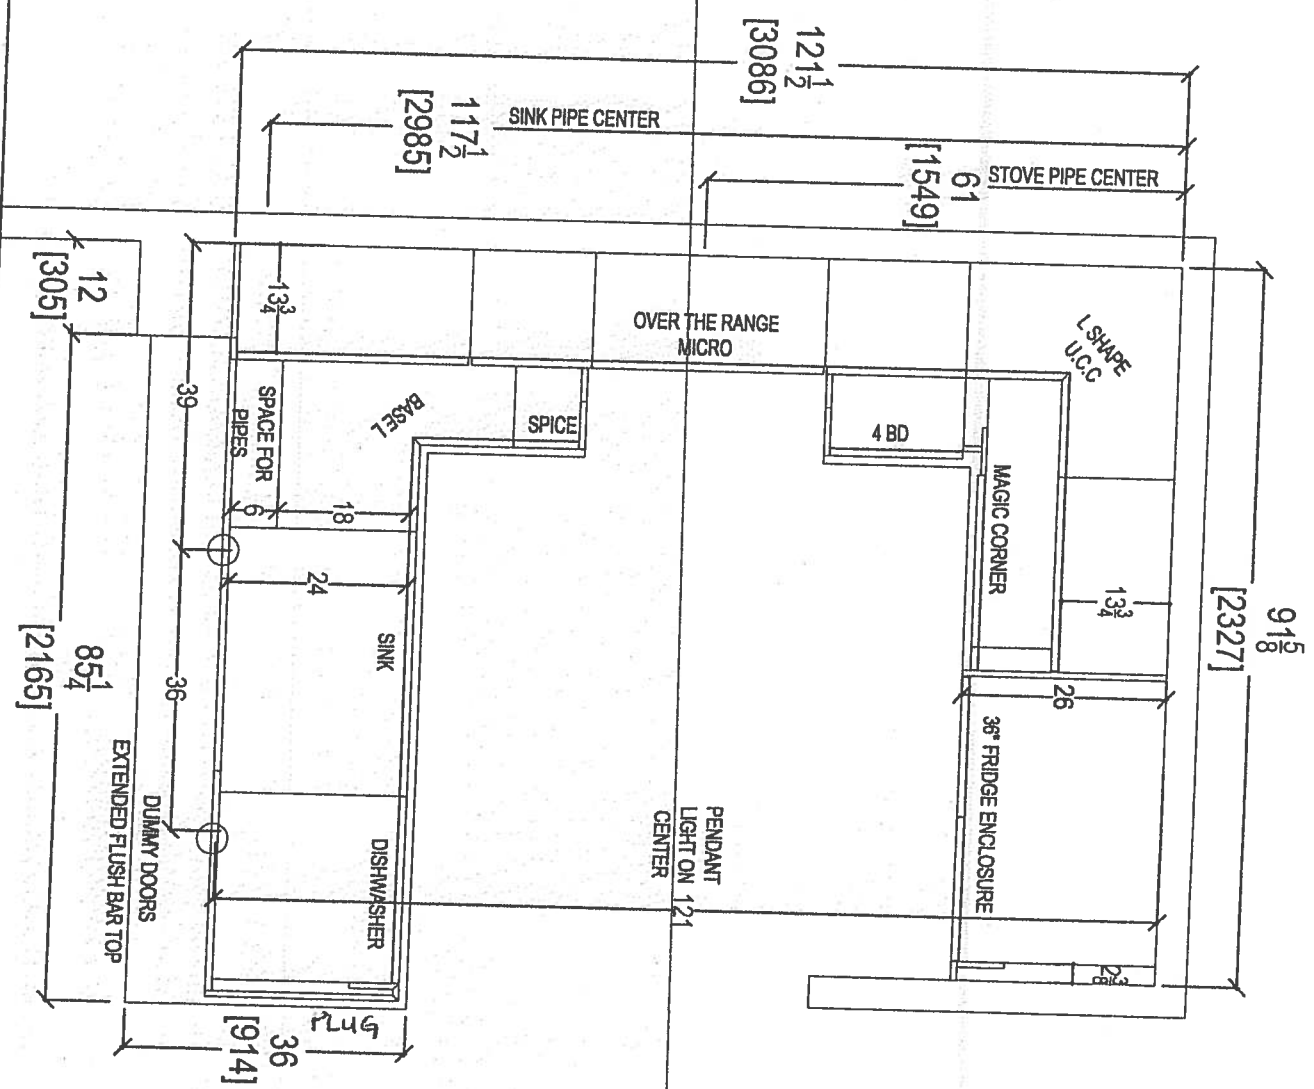 121 1/2
[3086]
117 1/2
[2985]
SINK PIPE CENTER
61
[1549]
STOVE PIPE CENTER
12
[305]
39
13 3/4
OVER THE RANGE
MICRO
L SHAPE
U.C.C
SPACE FOR
PIPES
BASE L
SPICE
4 BD
MAGIC CORNER
13 3/4
91 5/8
[2327]
6
18
24
SINK
26
36" FRIDGE ENCLOSURE
85 1/4
[2165]
36
EXTENDED FLUSH BAR TOP
DUMMY DOORS
DISHWASHER
PENDANT
LIGHT ON
CENTER
121
2 3/8
PLUG
36
[914]